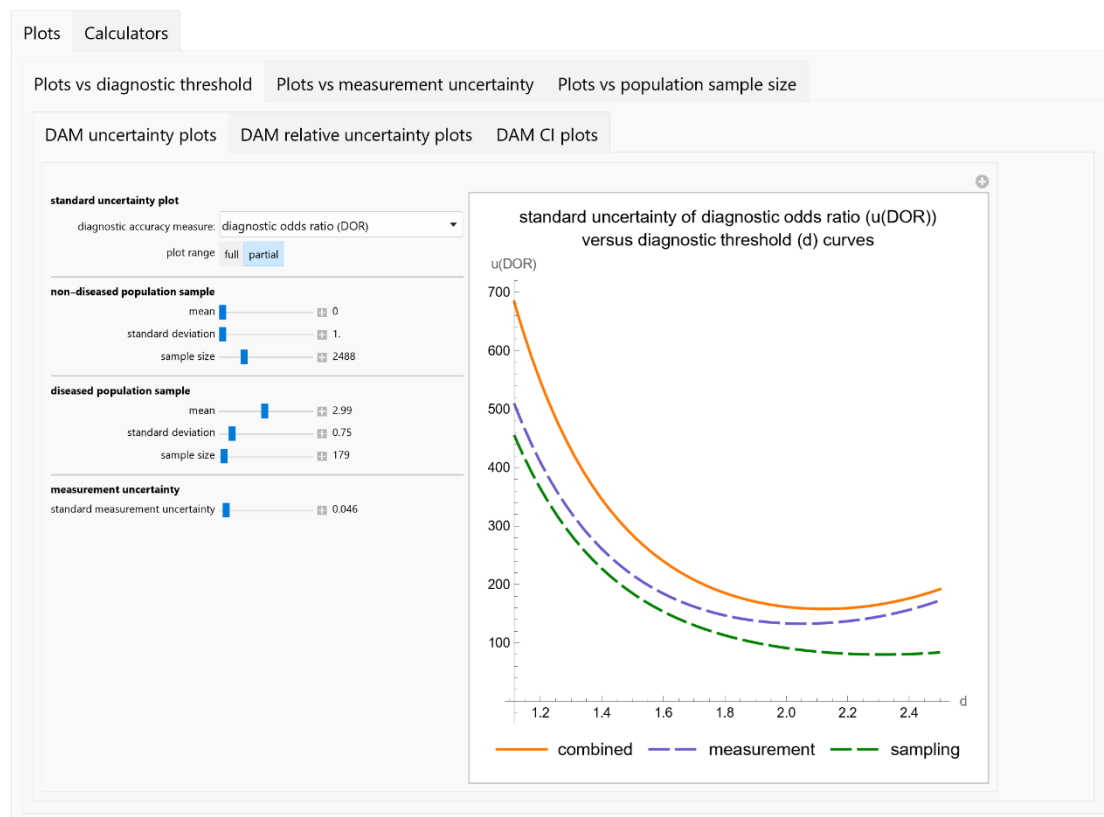 Plots Calculators
Plots vs diagnostic threshold Plots vs measurement uncertainty Plots vs population sample size
DAM uncertainty plots DAM relative uncertainty plots DAM CI plots
standard uncertainty plot
diagnostic accuracy measure: diagnostic odds ratio (DOR)
plot range full partial
non-diseased population sample
mean 0
standard deviation 1.
sample size 2488
diseased population sample
mean 2.99
standard deviation 0.75
sample size 179
measurement uncertainty
standard measurement uncertainty 0.046
standard uncertainty of diagnostic odds ratio (u(DOR))
versus diagnostic threshold (d) curves
u(DOR)
700
600
500
400
300
200
100
1.2 1.4 1.6 1.8 2.0 2.2 2.4 d
combined measurement sampling